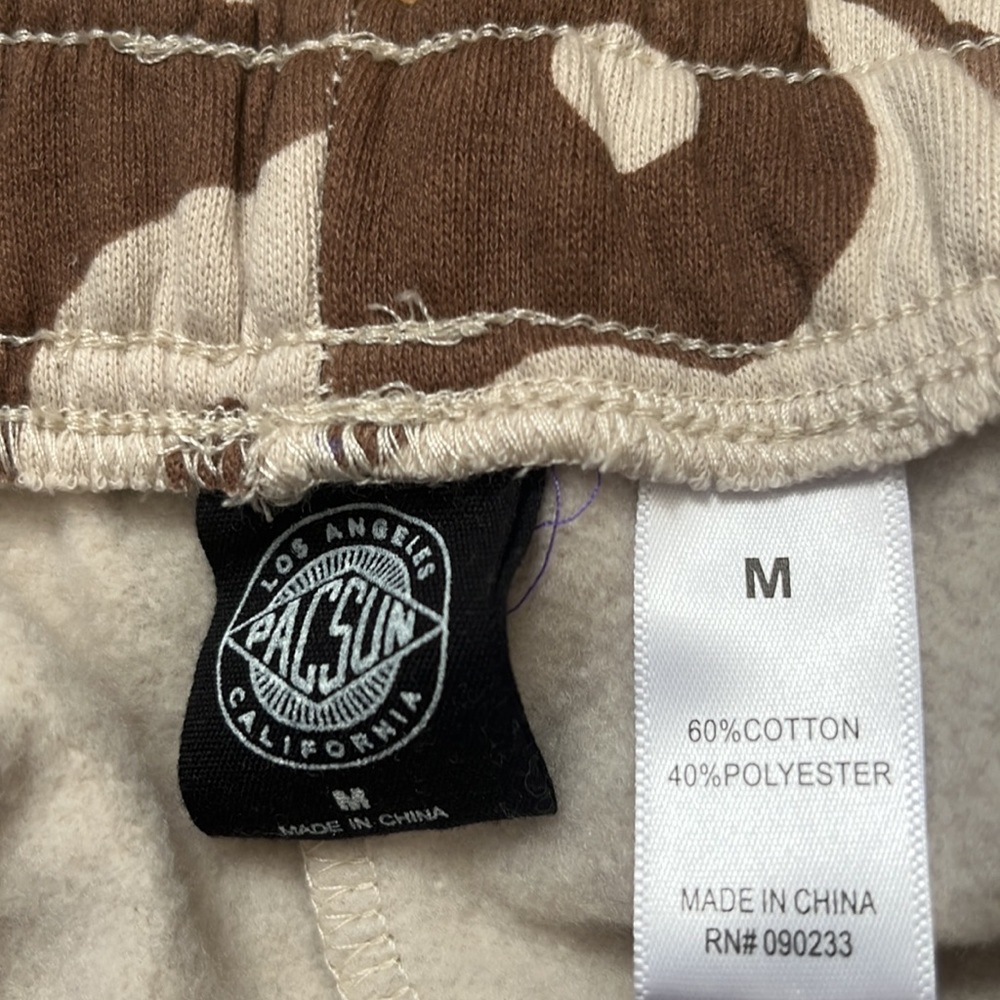 LOS ANGELES
PACSUN
CALIFORNIA
M
MADE IN CHINA
M
60%COTTON
40%POLYESTER
MADE IN CHINA
RN# 090233